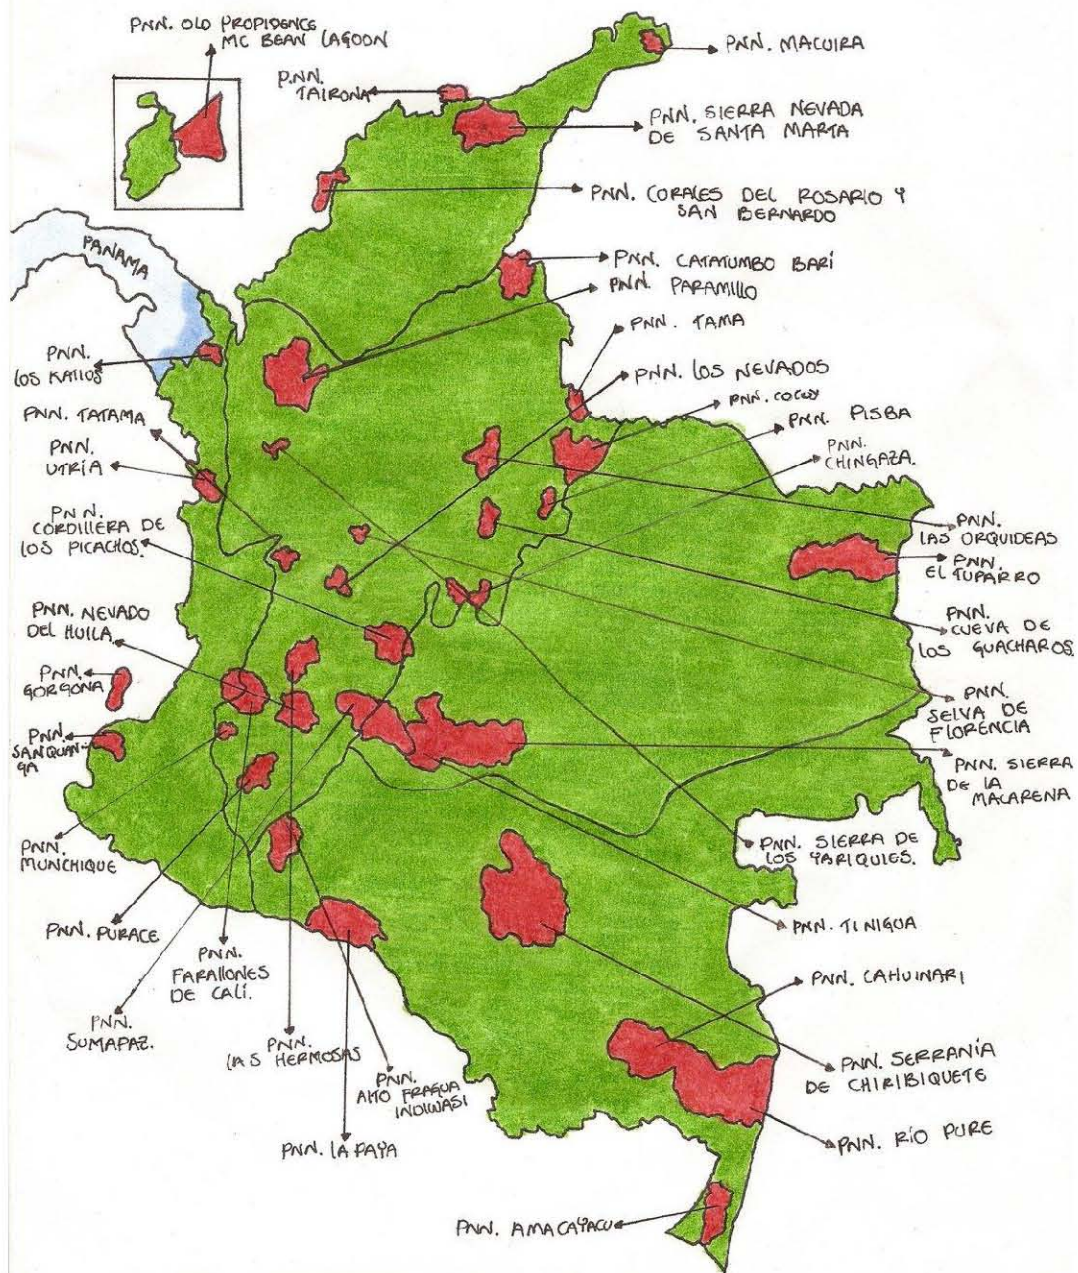 PNN. OLD PROPIDENCE
MC BEAN LAGOON
PNN. MACUIRA
P.NN.
TAIRONA
PNN. SIERRA NEVADA
DE SANTA MARTA
PNN. CORALES DEL ROSARIO Y
SAN BERNARDO
PANAMA
PNN. CATATUMBO BARÍ
PNN. PARAMILLO
PNN. TAMA
PNN.
LOS KATIOS
PNN. LOS NEVADOS
PNN. COCUY
PNN. PISBA
PNN. TATAMA
PNN.
CHINGAZA.
PNN.
UTRÍA
PNN.
CORDILLERA DE
LOS PICACHOS.
PNN.
LAS ORQUIDEAS
PNN.
EL TUPARRO
PNN. NEVADO
DEL HUILA.
PNN.
CUEVA DE
LOS GUACHAROS.
PNN.
GORGONA
PNN.
SELVA DE
FLORENCIA
PNN.
SANQUAN-
GA
PNN. SIERRA
DE LA
MACARENA
PNN.
MUNCHIQUE
PNN. SIERRA DE
LOS YARIQUIES.
PNN. PURACE
PNN. TINIGUA
PNN.
FARALLONES
DE CALÍ.
PNN. CAHUINARI
PNN.
SUMAPAZ.
PNN.
LAS HERMOSAS
PNN.
ALTO FRAGUA
INDIWASI
PNN. SERRANÍA
DE CHIRIBIQUETE
PNN. LA PAYA
PNN. RÍO PURE
PNN. AMACAYACU